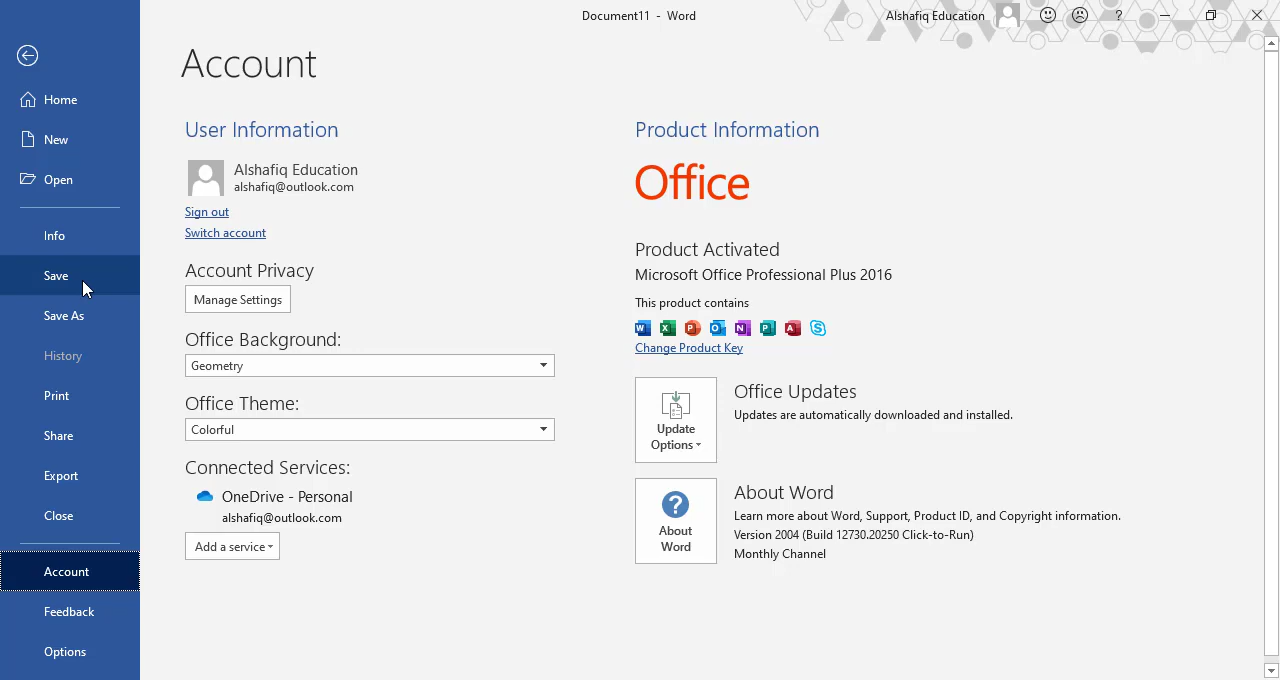 Document11 - Word
Alshafiq Education
?
Home
New
Open
Info
Save
Save As
History
Print
Share
Export
Close
Account
Feedback
Options
Account
User Information
Alshafiq Education
alshafiq@outlook.com
Sign out
Switch account
Account Privacy
Manage Settings
Office Background:
Geometry
Office Theme:
Colorful
Connected Services:
OneDrive - Personal
alshafiq@outlook.com
Add a service
Product Information
Office
Product Activated
Microsoft Office Professional Plus 2016
This product contains
W X P O N P A S
Change Product Key
Update
Options
Office Updates
Updates are automatically downloaded and installed.
?
About
Word
About Word
Learn more about Word, Support, Product ID, and Copyright information.
Version 2004 (Build 12730.20250 Click-to-Run)
Monthly Channel